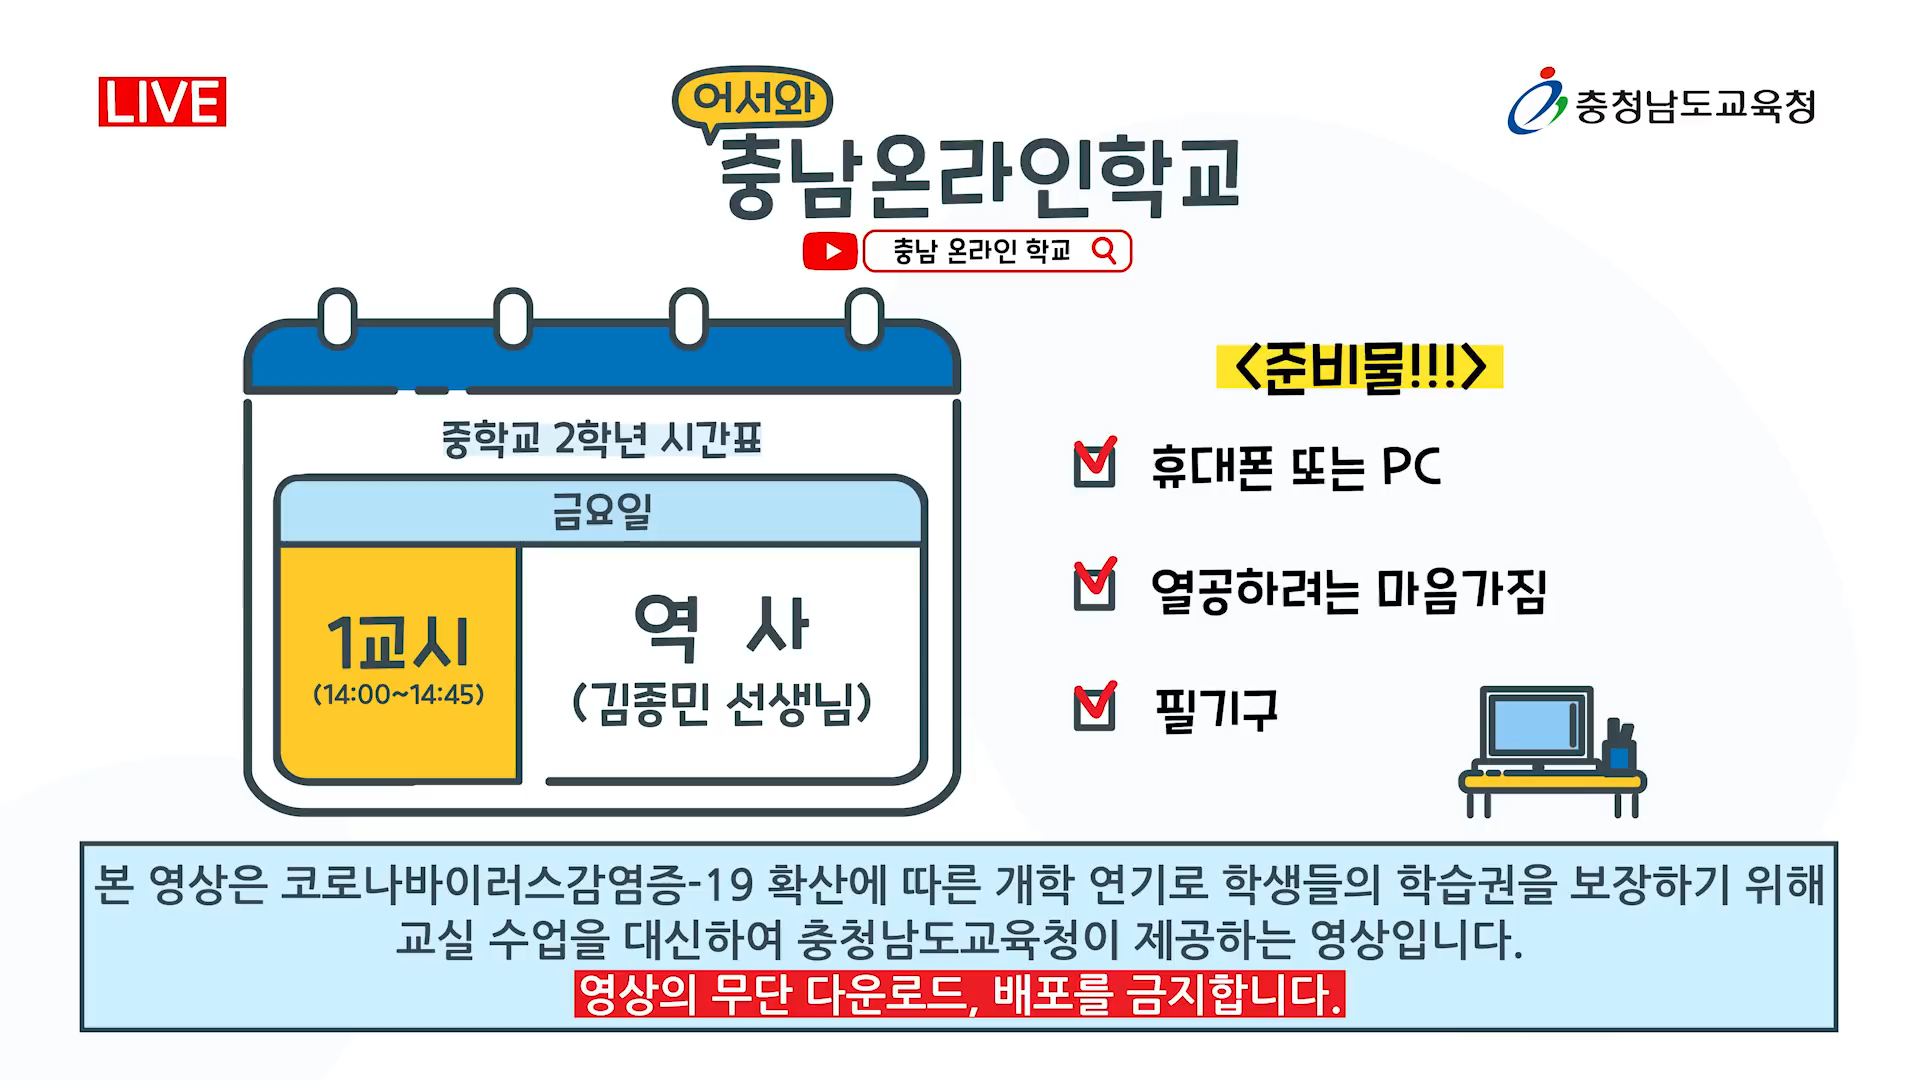 LIVE
어서와
충남온라인학교
충남 온라인 학교
충청남도교육청
중학교 2학년 시간표
금요일
1교시
(14:00~14:45)
역 사
(김종민 선생님)
<준비물!!!>
휴대폰 또는 PC
열공하려는 마음가짐
필기구
본 영상은 코로나바이러스감염증-19 확산에 따른 개학 연기로 학생들의 학습권을 보장하기 위해
교실 수업을 대신하여 충청남도교육청이 제공하는 영상입니다.
영상의 무단 다운로드, 배포를 금지합니다.